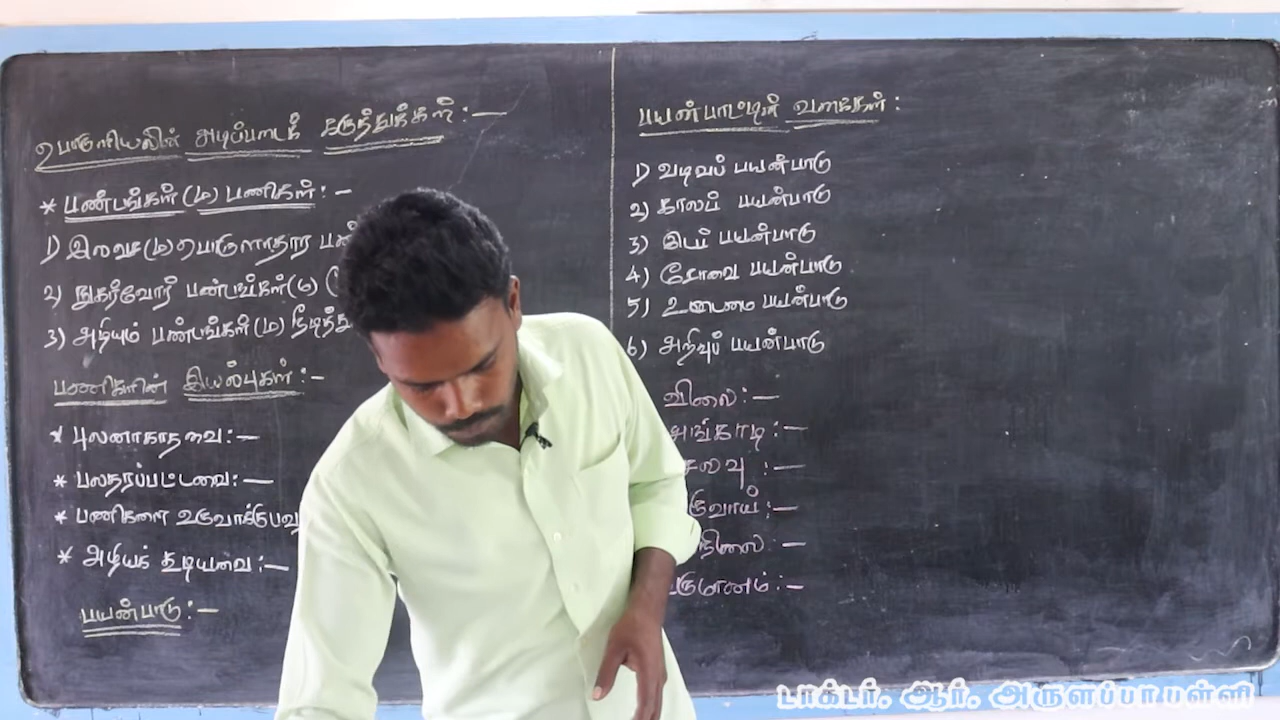 பொருளியலின் அடிப்படைக் கருத்துக்கள் :—
* பண்டங்கள் (ம) பணிகள் :—
1) இலவச (ம) பொருளாதார பண்
2) நுகர்வோர் பண்டங்கள் (ம)
3) அழியும் பண்டங்கள் (ம) நீடித்து
பணிகளின் இயல்புகள் :—
* புலனாகாதவை :—
* பலதரப்பட்டவை :—
* பணிகளை உருவாக்குபவ
* அழியக் கூடியவை :—
பயன்பாடு :—
பயன்பாட்டின் வகைகள் :
1) வடிவப் பயன்பாடு
2) காலப் பயன்பாடு
3) இடப் பயன்பாடு
4) சேவை பயன்பாடு
5) உடைமை பயன்பாடு
6) அறிவுப் பயன்பாடு
விலை :—
அங்காடி :—
செலவு :—
ருவாய் :—
நிலை :—
ருமானம் :—
டாக்டர். ஆர். அருளப்பா பள்ளி